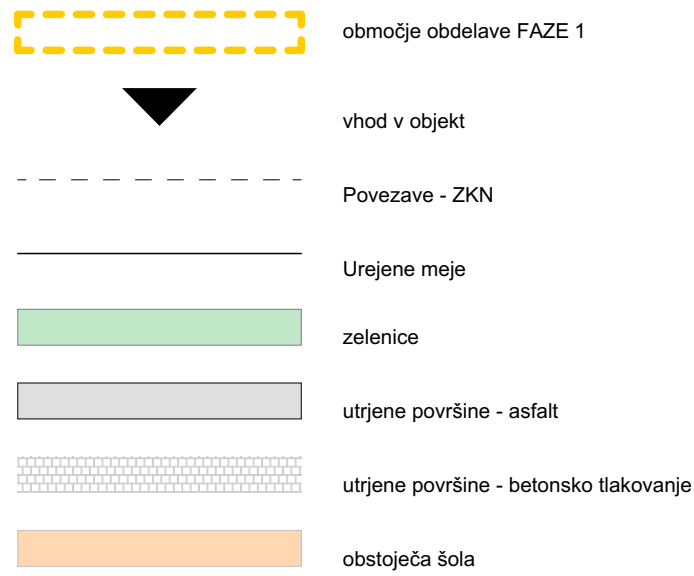 območje obdelave FAZE 1
vhod v objekt
Povezave - ZKN
Urejene meje
zelenice
utrjene površine - asfalt
utrjene površine - betonsko tlakovanje
obstoječa šola